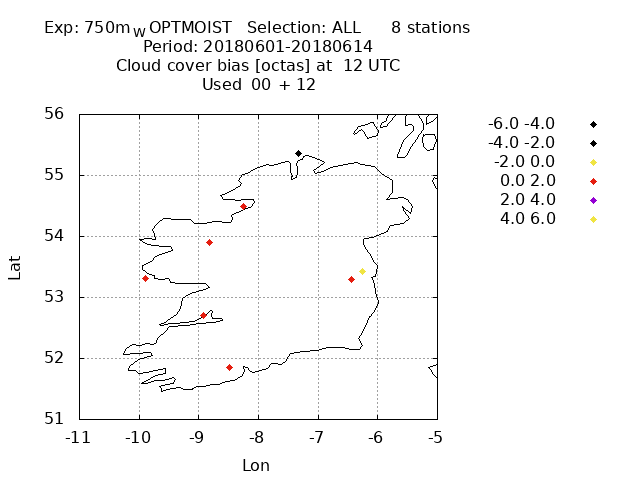 Exp: 750m_W OPTMOIST Selection: ALL 8 stations
Period: 20180601-20180614
Cloud cover bias [octas] at 12 UTC
Used 00 + 12
56
55
54
53
52
51
Lat
-11 -10 -9 -8 -7 -6 -5
Lon
-6.0 -4.0
-4.0 -2.0
-2.0 0.0
0.0 2.0
2.0 4.0
4.0 6.0